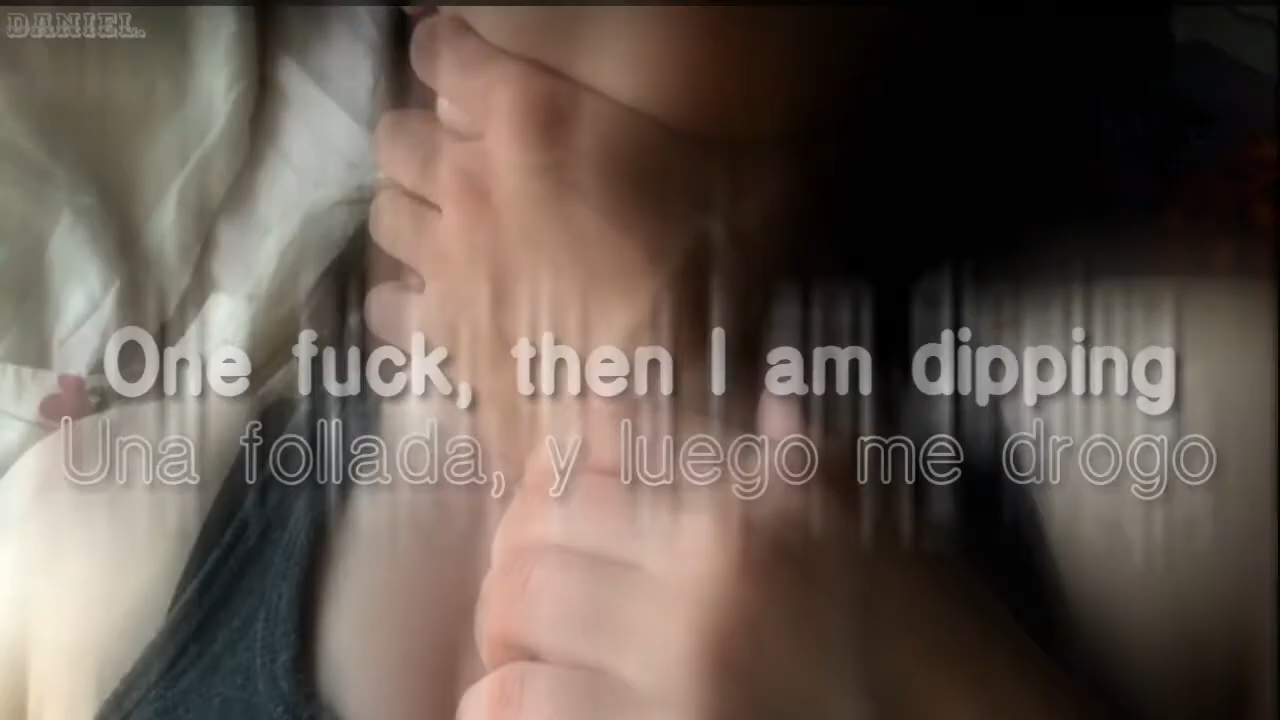 DANIEL.
One fuck, then I am dipping
Una follada, y luego me drogo